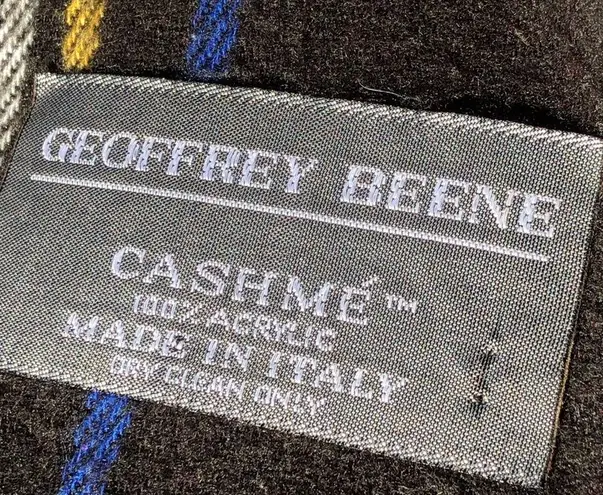 GEOFFREY BEENE
CASHMÉ™
100% ACRYLIC
MADE IN ITALY
DRY CLEAN ONLY